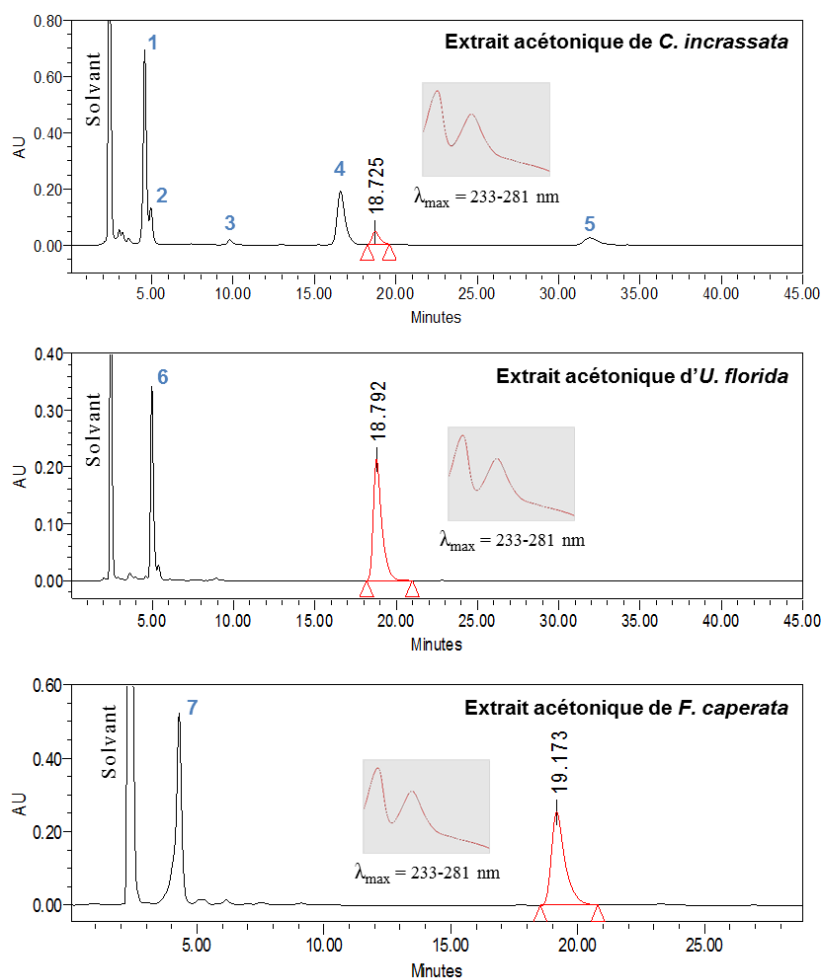 Extrait acétonique de C. incrassata
Solvant
1
2
3
4
18.725
5
λmax = 233-281 nm
AU
0.80
0.60
0.40
0.20
0.00
5.00 10.00 15.00 20.00 25.00 30.00 35.00 40.00 45.00
Minutes
Extrait acétonique d'U. florida
Solvant
6
18.792
λmax = 233-281 nm
AU
0.40
0.30
0.20
0.10
0.00
5.00 10.00 15.00 20.00 25.00 30.00 35.00 40.00 45.00
Minutes
Extrait acétonique de F. caperata
Solvant
7
19.173
λmax = 233-281 nm
AU
0.60
0.40
0.20
0.00
5.00 10.00 15.00 20.00 25.00
Minutes